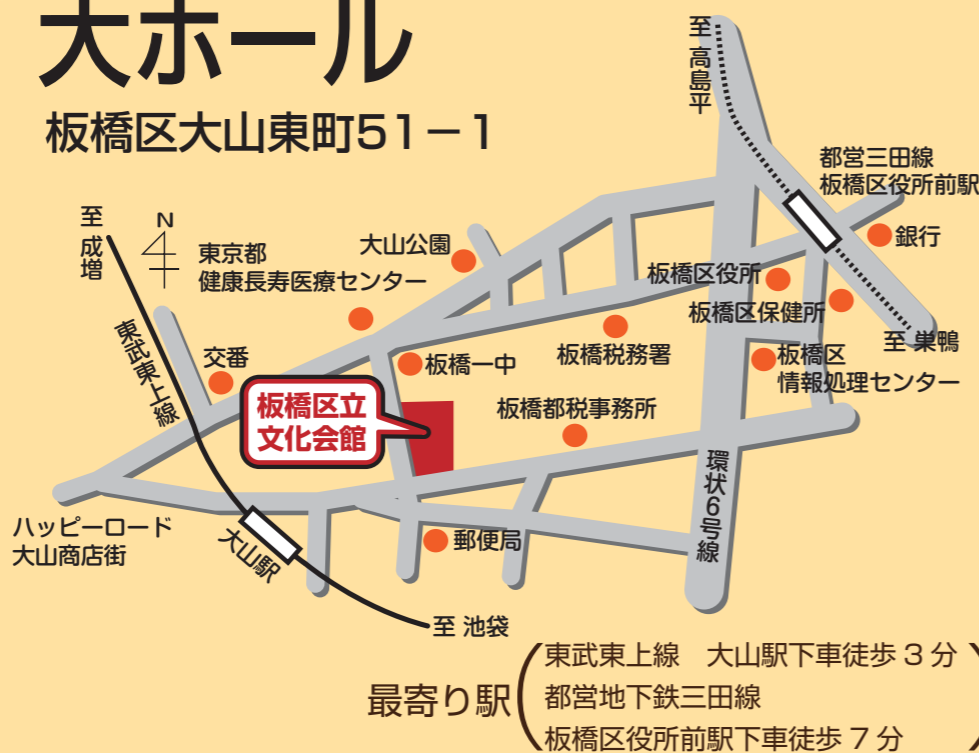 大ホール
板橋区大山東町51－1
至 高島平
都営三田線
板橋区役所前駅
至 成増
N
東京都
健康長寿医療センター
大山公園
銀行
板橋区役所
板橋区保健所
至 巣鴨
東武東上線
交番
板橋一中
板橋税務署
板橋区
情報処理センター
板橋区立
文化会館
板橋都税事務所
環状6号線
ハッピーロード
大山商店街
大山駅
郵便局
至 池袋
最寄り駅
東武東上線　大山駅下車徒歩 3 分
都営地下鉄三田線
板橋区役所前駅下車徒歩 7 分